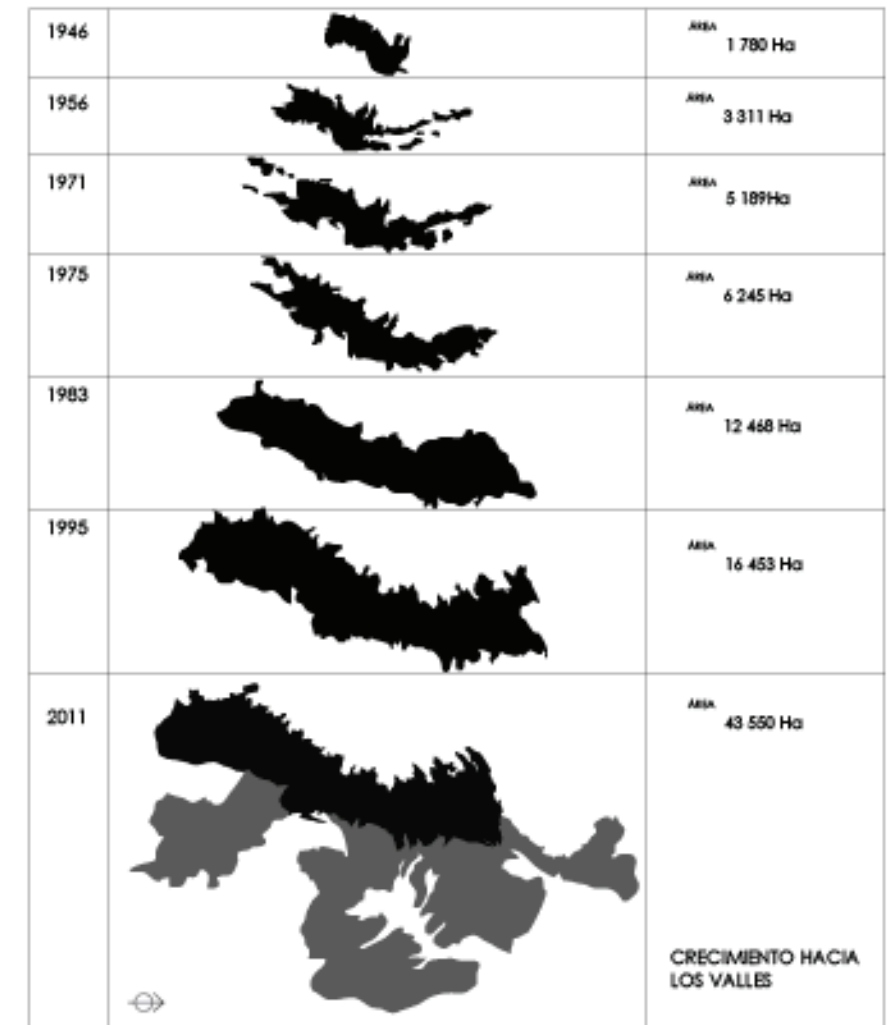 1946
ÁREA
1 780 Ha
1956
ÁREA
3 311 Ha
1971
ÁREA
5 189Ha
1975
ÁREA
6 245 Ha
1983
ÁREA
12 468 Ha
1995
ÁREA
16 453 Ha
2011
ÁREA
43 550 Ha
CRECIMIENTO HACIA
LOS VALLES